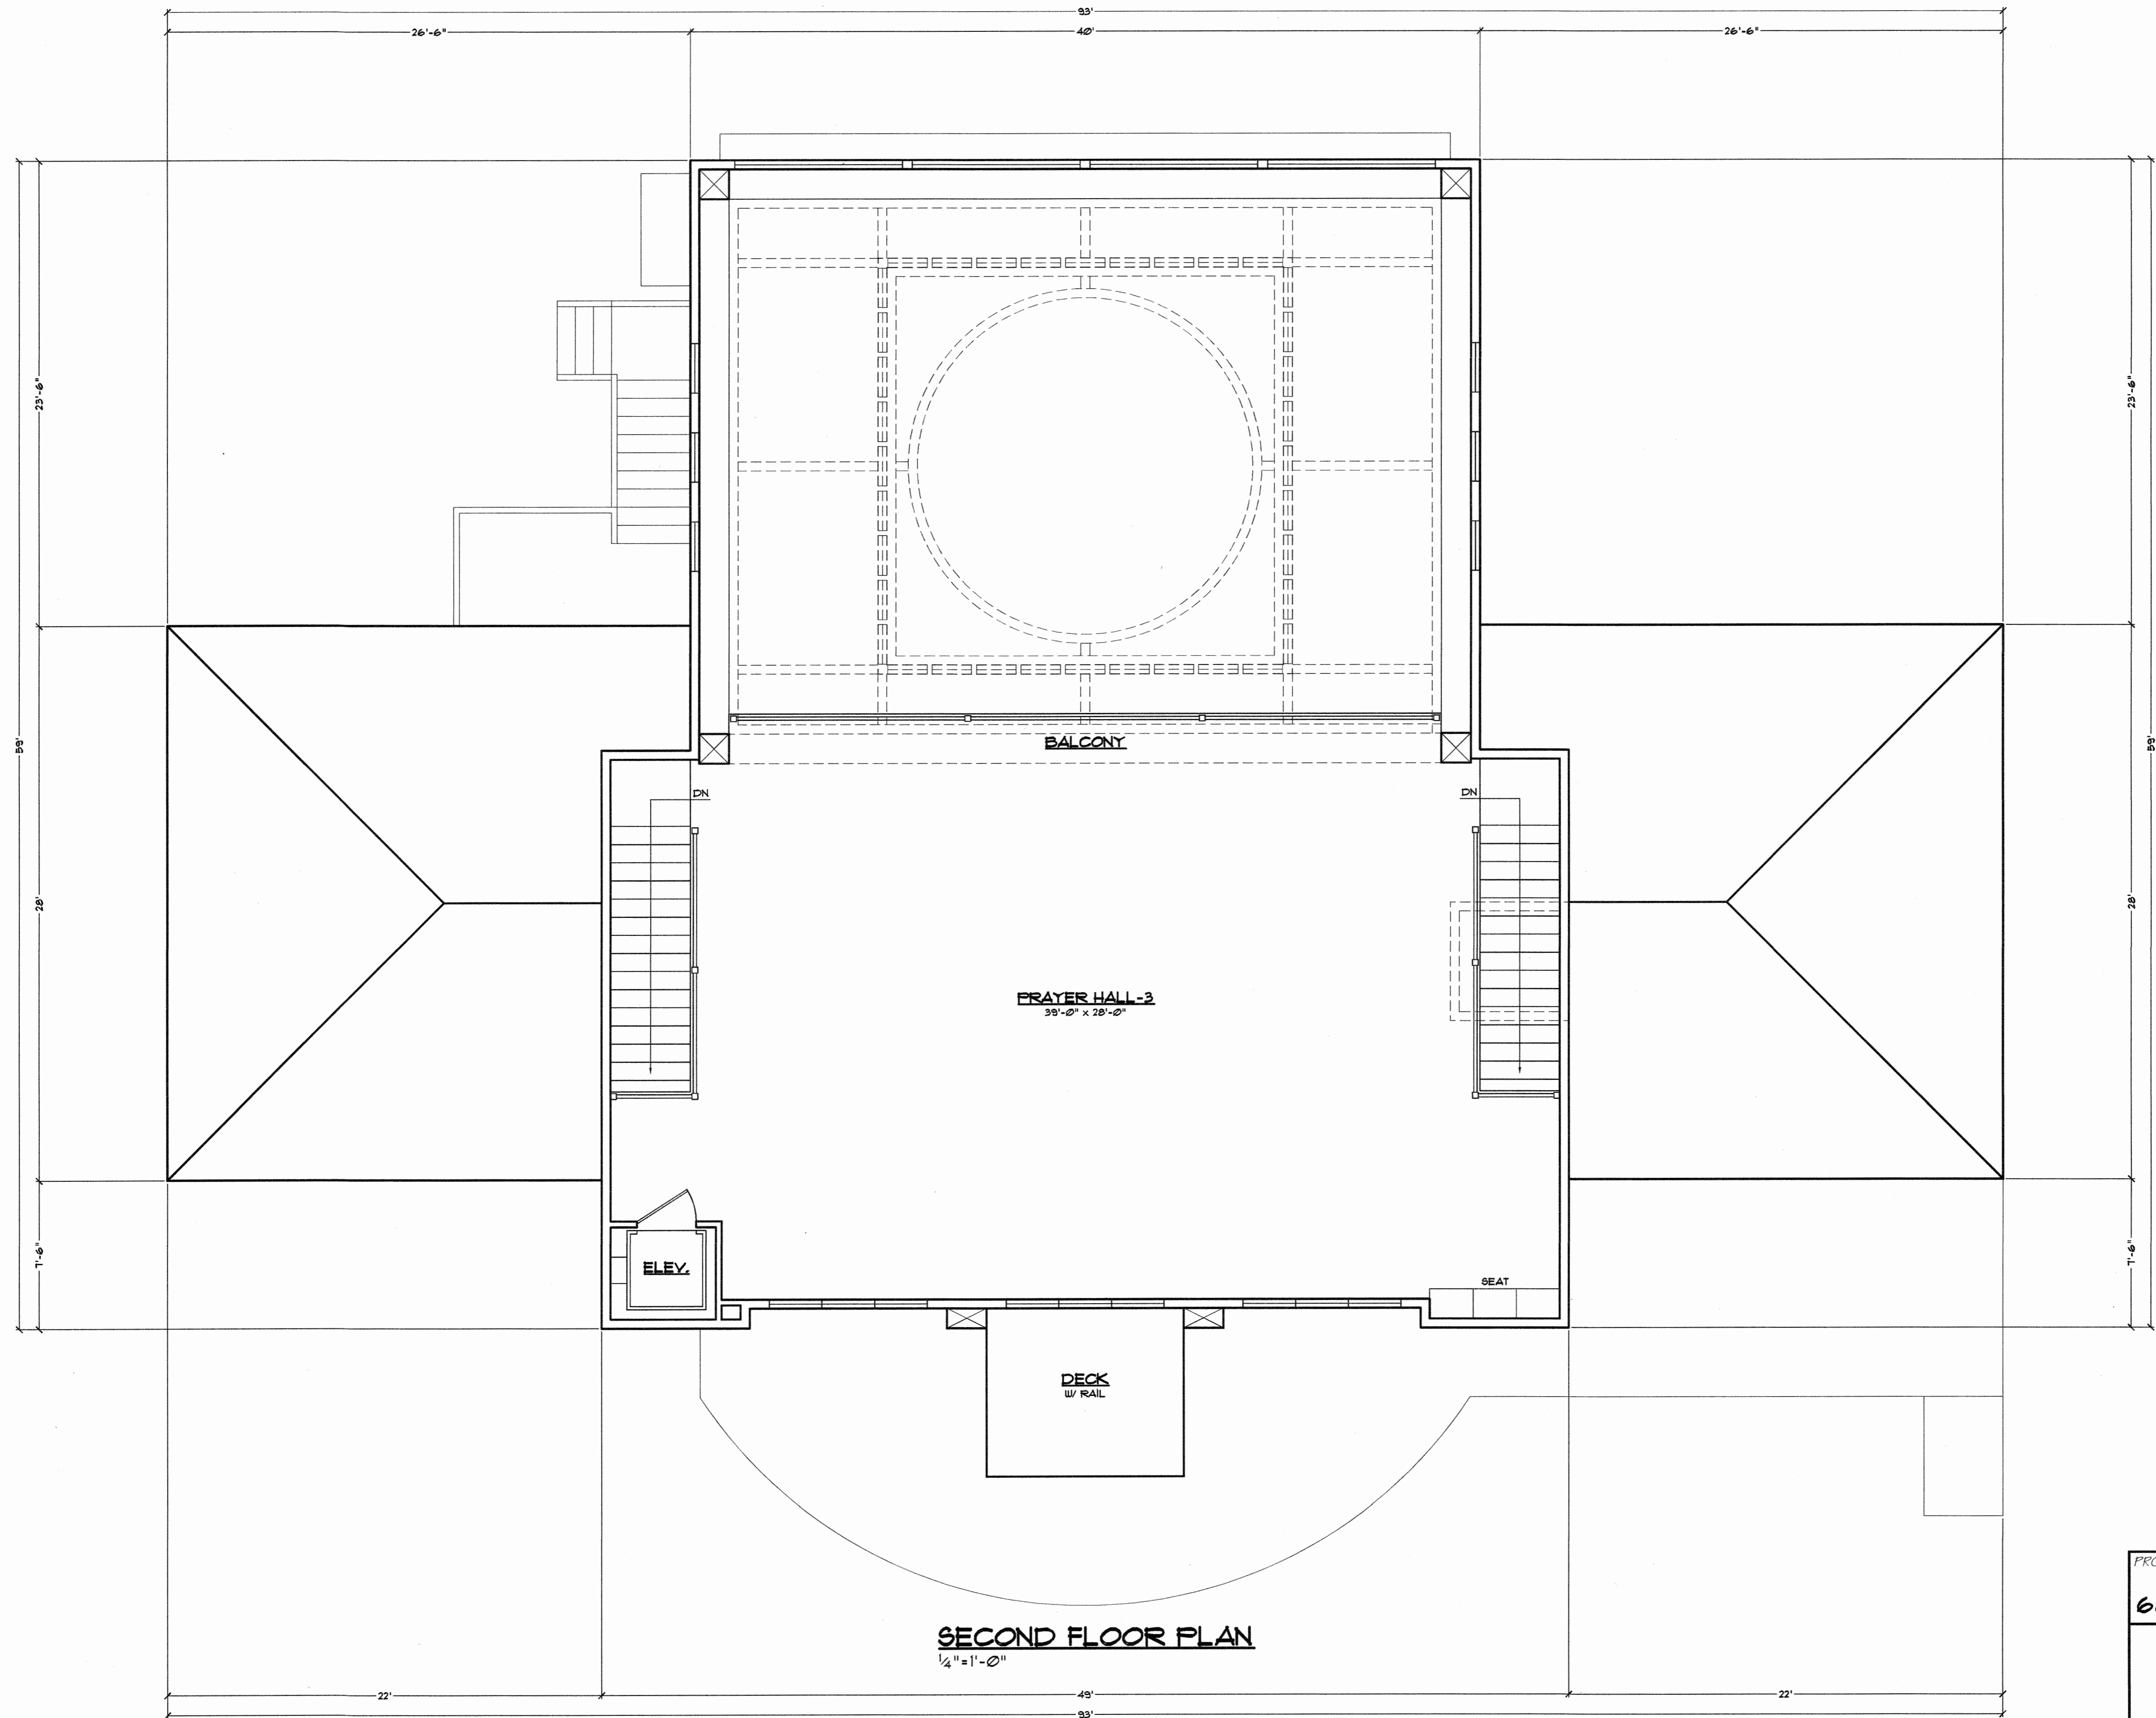 93'
26'-6"
40'
26'-6"
23'-6"
23'-6"
59'
59'
BALCONY
DN
DN
28'
28'
PRAYER HALL-3
39'-0" x 28'-0"
7'-6"
7'-6"
ELEV.
SEAT
DECK
W/ RAIL
SECOND FLOOR PLAN
1/4"=1'-0"
22'
49'
22'
93'